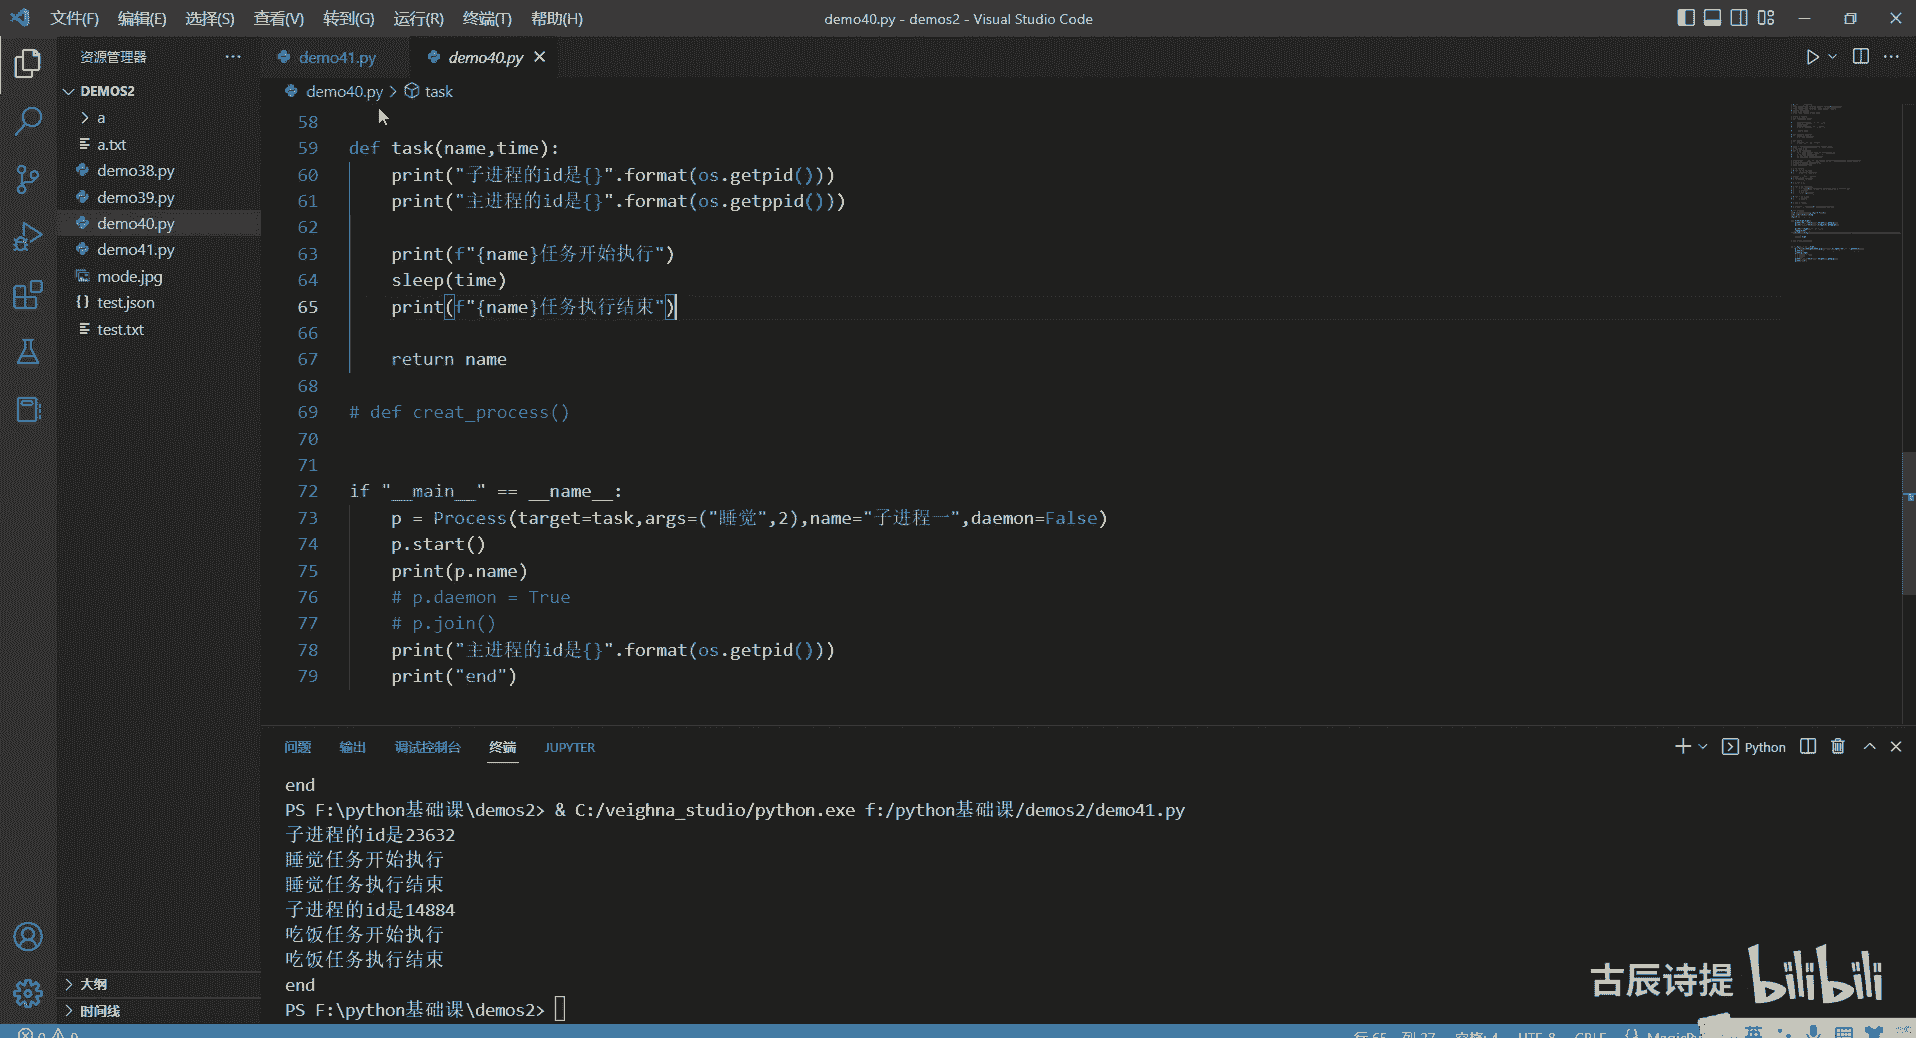 文件(F) 编辑(E) 选择(S) 查看(V) 转到(G) 运行(R) 终端(T) 帮助(H) demo40.py - demos2 - Visual Studio Code
资源管理器
demo41.py demo40.py
DEMOS2
demo40.py > task
a
a.txt
demo38.py
demo39.py
demo40.py
demo41.py
mode.jpg
test.json
test.txt
大纲
时间线
58
59 def task(name,time):
60 print("子进程的id是{}".format(os.getpid()))
61 print("主进程的id是{}".format(os.getppid()))
62
63 print(f"{name}任务开始执行")
64 sleep(time)
65 print(f"{name}任务执行结束")
66
67 return name
68
69 # def creat_process()
70
71
72 if "__main__" == __name__:
73 p = Process(target=task,args=("睡觉",2),name="子进程一",daemon=False)
74 p.start()
75 print(p.name)
76 # p.daemon = True
77 # p.join()
78 print("主进程的id是{}".format(os.getpid()))
79 print("end")
问题 输出 调试控制台 终端 JUPYTER
Python
end
PS F:\python基础课\demos2> & C:/veighna_studio/python.exe f:/python基础课/demos2/demo41.py
子进程的id是23632
睡觉任务开始执行
睡觉任务执行结束
子进程的id是14884
吃饭任务开始执行
吃饭任务执行结束
end
PS F:\python基础课\demos2>
古辰诗提 bilibili
英